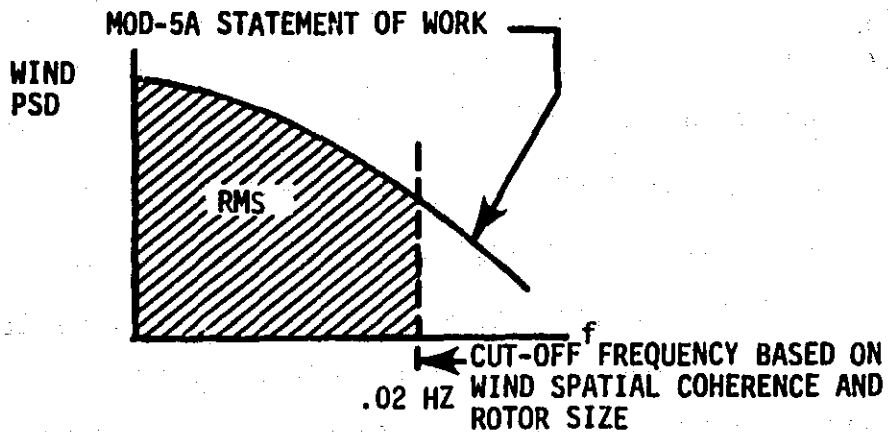 MOD-5A STATEMENT OF WORK
WIND
PSD
RMS
f
CUT-OFF FREQUENCY BASED ON
.02 HZ WIND SPATIAL COHERENCE AND
ROTOR SIZE